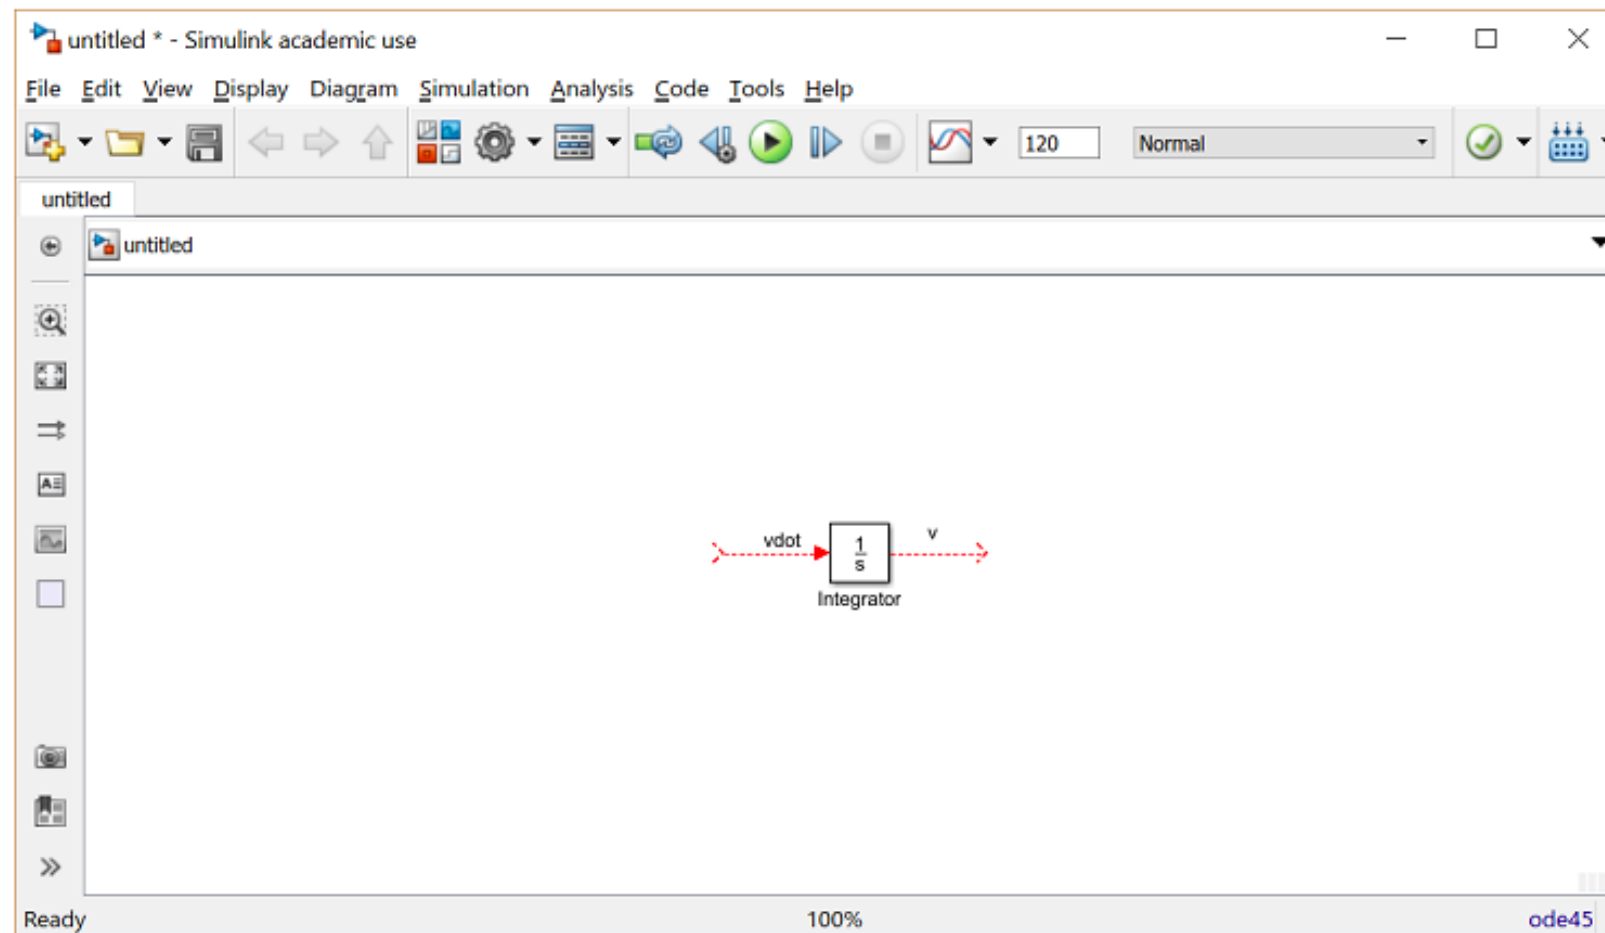 untitled * - Simulink academic use
File Edit View Display Diagram Simulation Analysis Code Tools Help
120 Normal
untitled
untitled
vdot
v
1
s
Integrator
Ready 100% ode45